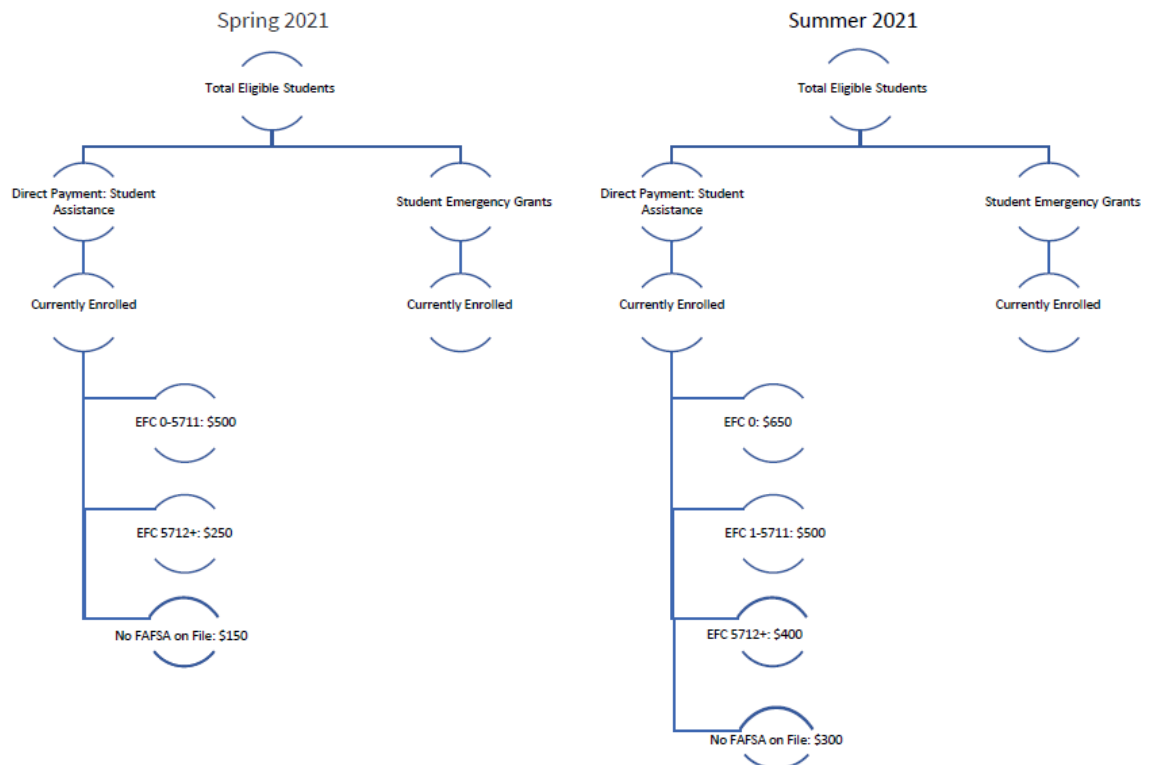 Spring 2021
Total Eligible Students
Direct Payment: Student
Assistance
Student Emergency Grants
Currently Enrolled
Currently Enrolled
EFC 0-5711: $500
EFC 5712+: $250
No FAFSA on File: $150
Summer 2021
Total Eligible Students
Direct Payment: Student
Assistance
Student Emergency Grants
Currently Enrolled
Currently Enrolled
EFC 0: $650
EFC 1-5711: $500
EFC 5712+: $400
No FAFSA on File: $300